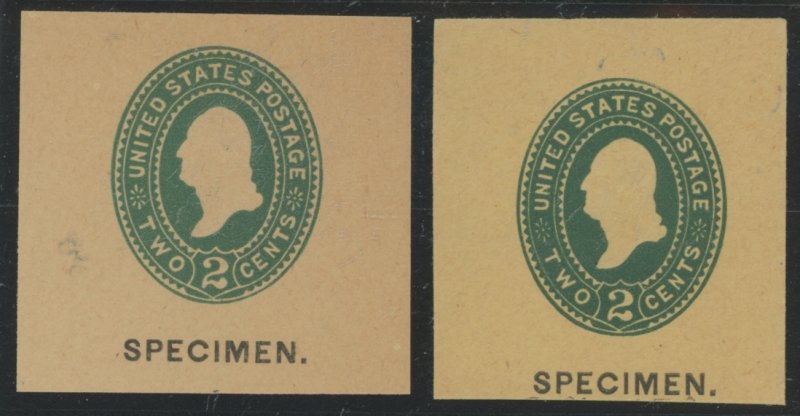 UNITED STATES POSTAGE
TWO 2 CENTS
SPECIMEN.
UNITED STATES POSTAGE
TWO 2 CENTS
SPECIMEN.